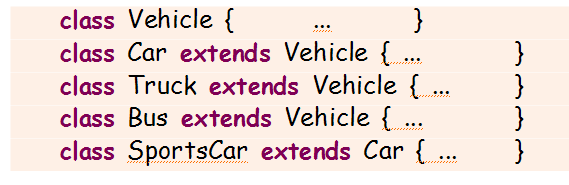 class Vehicle { ... }
class Car extends Vehicle { ... }
class Truck extends Vehicle { ... }
class Bus extends Vehicle { ... }
class SportsCar extends Car { ... }